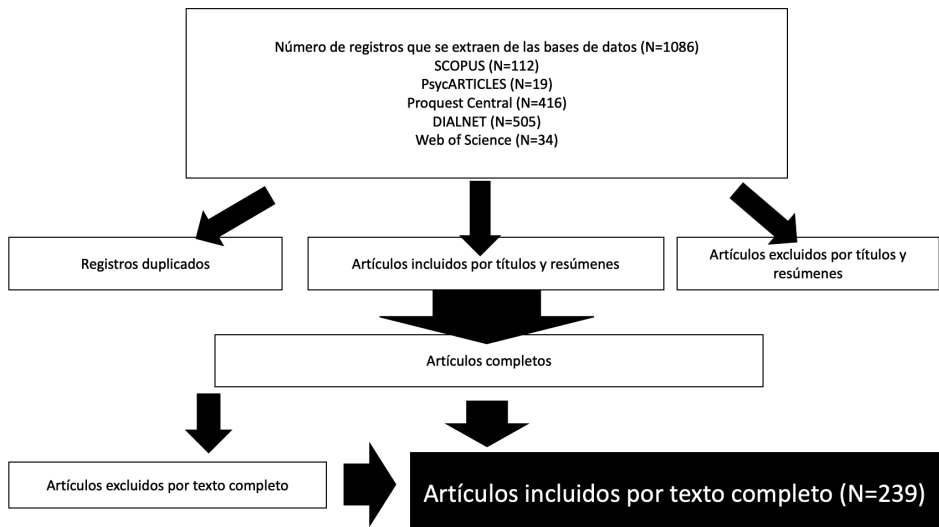 Número de registros que se extraen de las bases de datos (N=1086)
SCOPUS (N=112)
PsycARTICLES (N=19)
Proquest Central (N=416)
DIALNET (N=505)
Web of Science (N=34)
Registros duplicados
Artículos incluidos por títulos y resúmenes
Artículos excluidos por títulos y
resúmenes
Artículos completos
Artículos excluidos por texto completo
Artículos incluidos por texto completo (N=239)